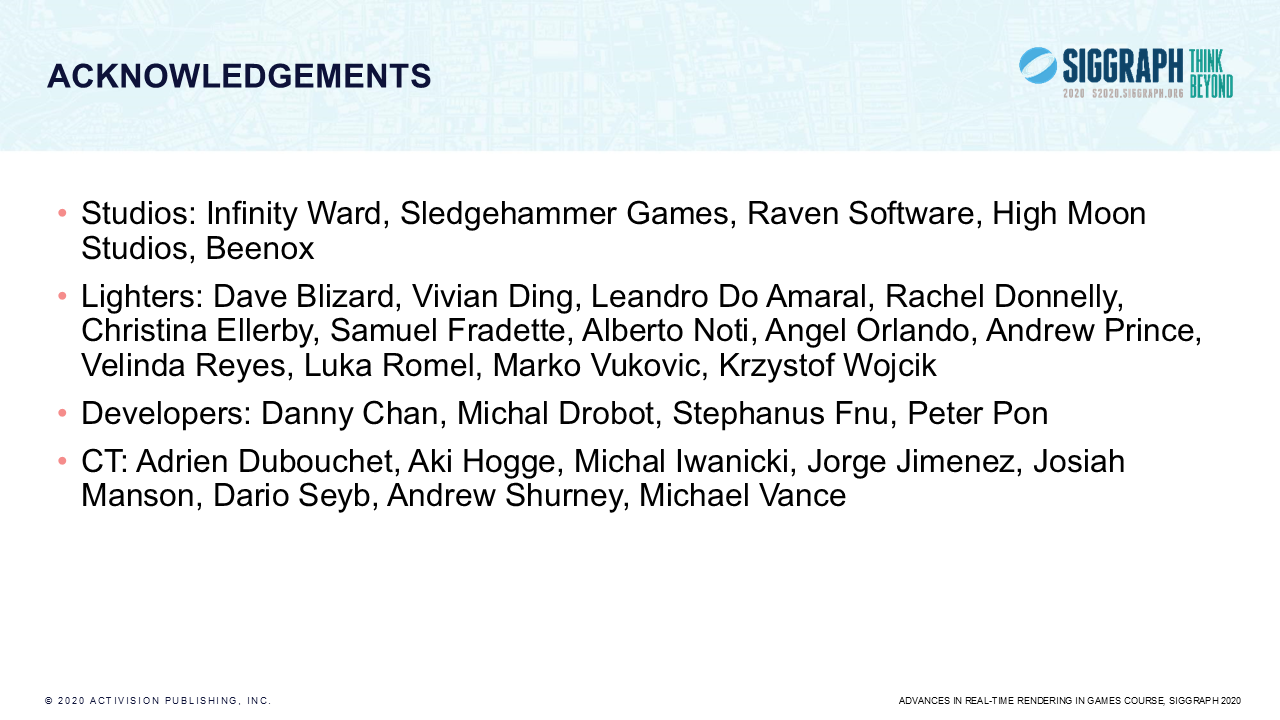 ACKNOWLEDGEMENTS
SIGGRAPH THINK BEYOND
2020 S2020.SIGGRAPH.ORG
• Studios: Infinity Ward, Sledgehammer Games, Raven Software, High Moon
Studios, Beenox
• Lighters: Dave Blizard, Vivian Ding, Leandro Do Amaral, Rachel Donnelly,
Christina Ellerby, Samuel Fradette, Alberto Noti, Angel Orlando, Andrew Prince,
Velinda Reyes, Luka Romel, Marko Vukovic, Krzystof Wojcik
• Developers: Danny Chan, Michal Drobot, Stephanus Fnu, Peter Pon
• CT: Adrien Dubouchet, Aki Hogge, Michal Iwanicki, Jorge Jimenez, Josiah
Manson, Dario Seyb, Andrew Shurney, Michael Vance
© 2020 ACTIVISION PUBLISHING, INC.
ADVANCES IN REAL-TIME RENDERING IN GAMES COURSE, SIGGRAPH 2020